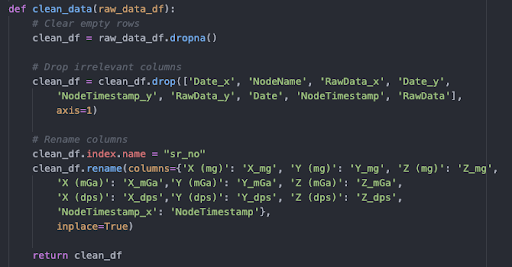 def clean_data(raw_data_df):
# Clear empty rows
clean_df = raw_data_df.dropna()
# Drop irrelevant columns
clean_df = clean_df.drop(['Date_x', 'NodeName', 'RawData_x', 'Date_y',
'NodeTimestamp_y', 'RawData_y', 'Date', 'NodeTimestamp', 'RawData'],
axis=1)
# Rename columns
clean_df.index.name = "sr_no"
clean_df.rename(columns={'X (mg)': 'X_mg', 'Y (mg)': 'Y_mg', 'Z (mg)': 'Z_mg',
'X (mGa)': 'X_mGa','Y (mGa)': 'Y_mGa', 'Z (mGa)': 'Z_mGa',
'X (dps)': 'X_dps','Y (dps)': 'Y_dps', 'Z (dps)': 'Z_dps',
'NodeTimestamp_x': 'NodeTimestamp'},
inplace=True)
return clean_df